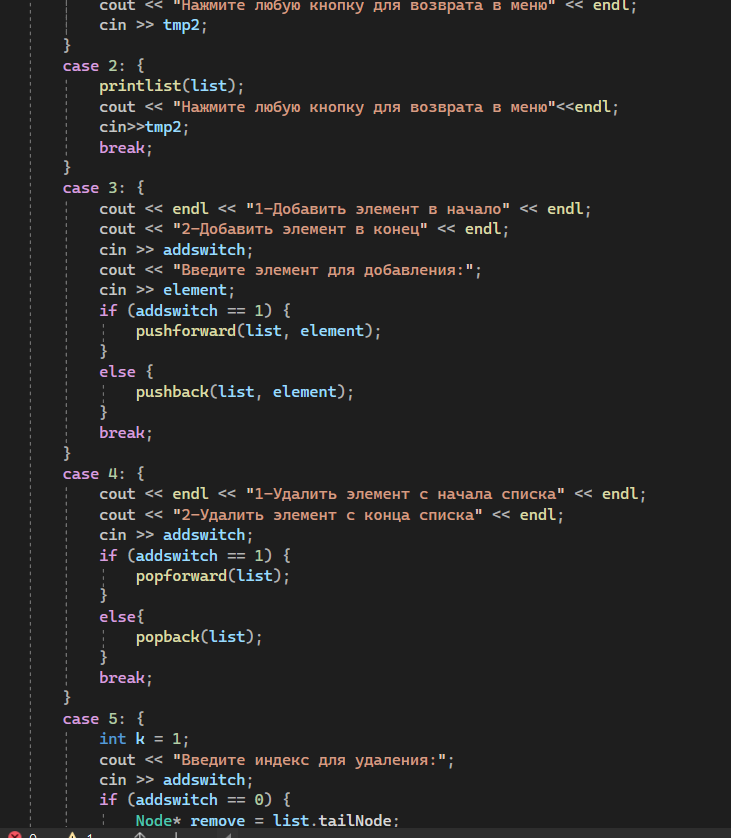 cout << "Нажмите любую кнопку для возврата в меню" << endl;
cin >> tmp2;
}
case 2: {
printlist(list);
cout << "Нажмите любую кнопку для возврата в меню"<<endl;
cin>>tmp2;
break;
}
case 3: {
cout << endl << "1-Добавить элемент в начало" << endl;
cout << "2-Добавить элемент в конец" << endl;
cin >> addswitch;
cout << "Введите элемент для добавления:";
cin >> element;
if (addswitch == 1) {
pushforward(list, element);
}
else {
pushback(list, element);
}
break;
}
case 4: {
cout << endl << "1-Удалить элемент с начала списка" << endl;
cout << "2-Удалить элемент с конца списка" << endl;
cin >> addswitch;
if (addswitch == 1) {
popforward(list);
}
else{
popback(list);
}
break;
}
case 5: {
int k = 1;
cout << "Введите индекс для удаления:";
cin >> addswitch;
if (addswitch == 0) {
Node* remove = list.tailNode;